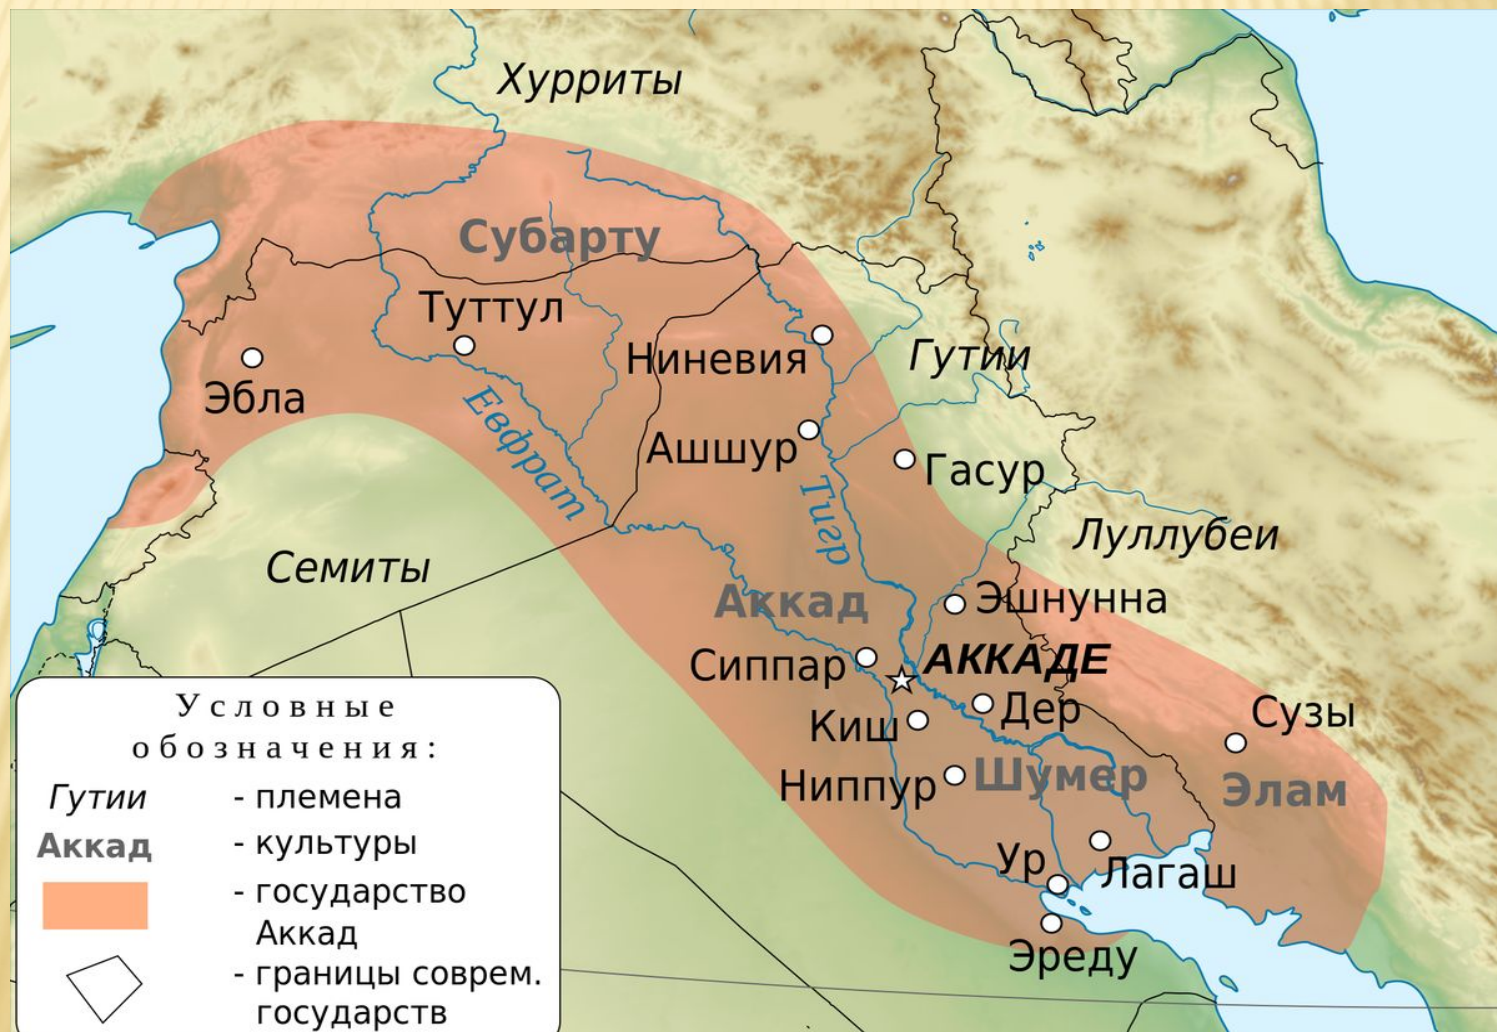 Хурриты
Субарту
Туттул
Ниневия
Гутии
Эбла
Евфрат
Ашшур
Гасур
Тигр
Луллубеи
Семиты
Аккад
Эшнунна
Сиппар
АККАДЕ
Дер
Сузы
Киш
Ниппур
Шумер
Элам
Ур
Лагаш
Эреду
Условные
обозначения:
Гутии - племена
Аккад - культуры
- государство
Аккад
- границы соврем.
государств